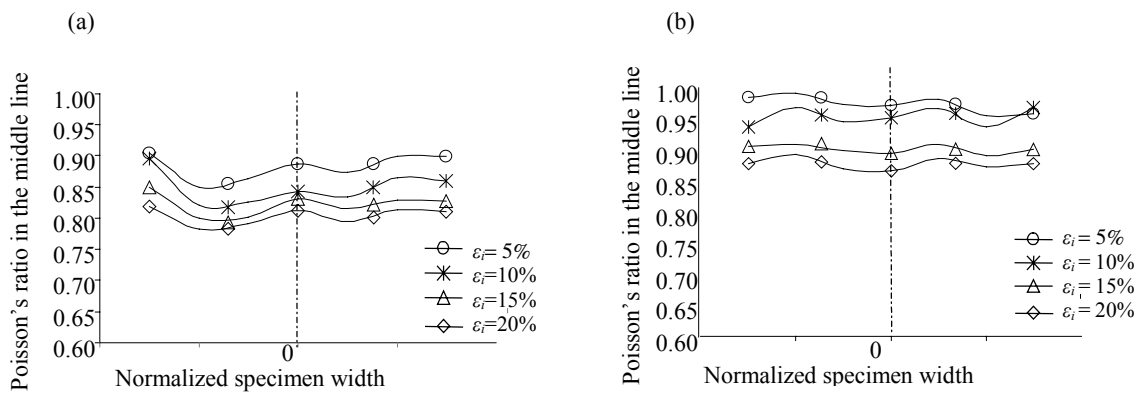 (a)
Poisson's ratio in the middle line
1.00
0.95
0.90
0.85
0.80
0.75
0.70
0.65
0.60
0
Normalized specimen width
εi= 5%
εi=10%
εi=15%
εi=20%
(b)
Poisson's ratio in the middle line
1.00
0.95
0.90
0.85
0.80
0.75
0.70
0.65
0.60
0
Normalized specimen width
εi = 5%
εi = 10%
εi = 15%
εi = 20%